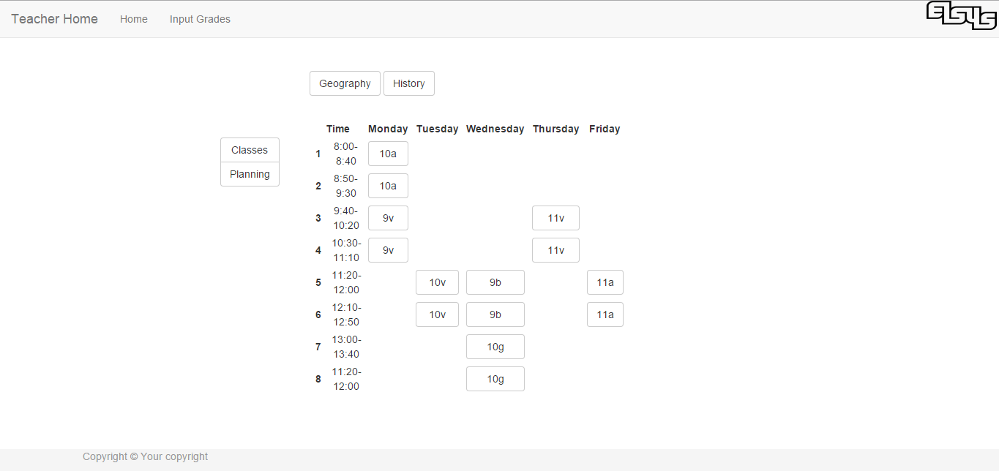 Teacher Home Home Input Grades ELSYS
Geography History
Time Monday Tuesday Wednesday Thursday Friday
Classes
Planning
1 8:00-8:40 10a
2 8:50-9:30 10a
3 9:40-10:20 9v 11v
4 10:30-11:10 9v 11v
5 11:20-12:00 10v 9b 11a
6 12:10-12:50 10v 9b 11a
7 13:00-13:40 10g
8 11:20-12:00 10g
Copyright © Your copyright